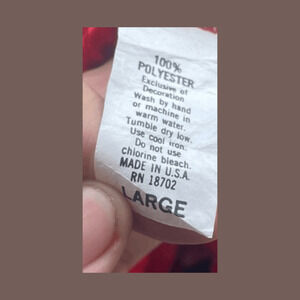 100%
POLYESTER
Exclusive of
Decoration
Wash by hand
or machine in
warm water.
Tumble dry low.
Use cool iron.
Do not use
chlorine bleach.
MADE IN U.S.A.
RN 18702
LARGE